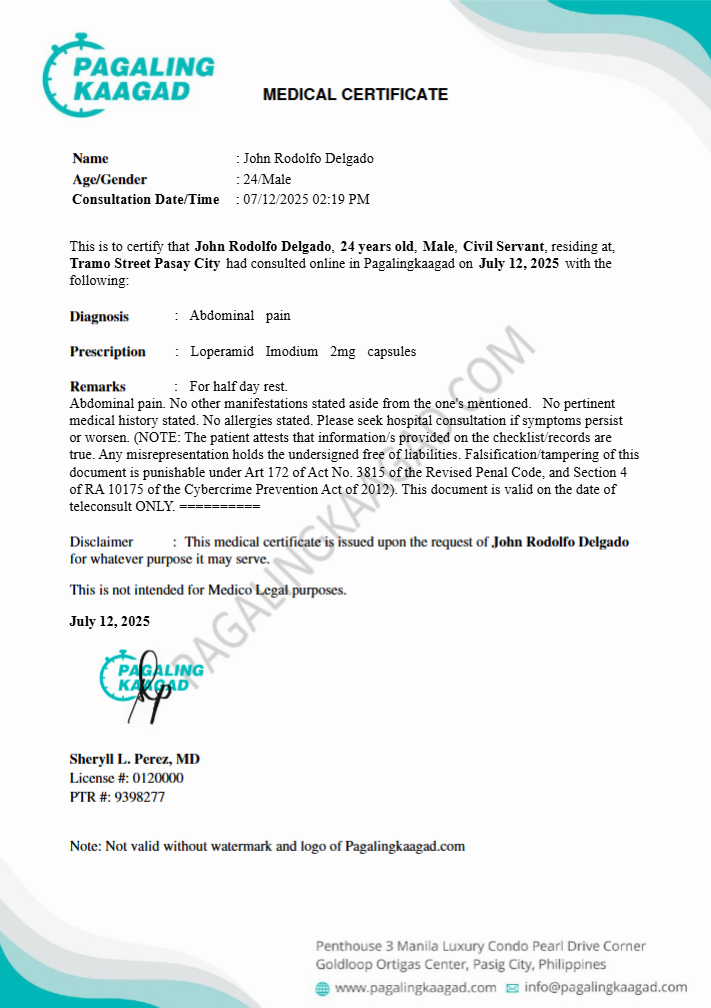 PAGALING
KAAGAD
MEDICAL CERTIFICATE
Name : John Rodolfo Delgado
Age/Gender : 24/Male
Consultation Date/Time : 07/12/2025 02:19 PM
This is to certify that John Rodolfo Delgado, 24 years old, Male, Civil Servant, residing at,
Tramo Street Pasay City had consulted online in Pagalingkaagad on July 12, 2025 with the
following:
Diagnosis : Abdominal pain
Prescription : Loperamid Imodium 2mg capsules
Remarks : For half day rest.
Abdominal pain. No other manifestations stated aside from the one's mentioned. No pertinent
medical history stated. No allergies stated. Please seek hospital consultation if symptoms persist
or worsen. (NOTE: The patient attests that information/s provided on the checklist/records are
true. Any misrepresentation holds the undersigned free of liabilities. Falsification/tampering of this
document is punishable under Art 172 of Act No. 3815 of the Revised Penal Code, and Section 4
of RA 10175 of the Cybercrime Prevention Act of 2012). This document is valid on the date of
teleconsult ONLY. ==========
Disclaimer : This medical certificate is issued upon the request of John Rodolfo Delgado
for whatever purpose it may serve.
This is not intended for Medico Legal purposes.
July 12, 2025
PAGALINGKAAGAD.COM
PAGALING
KAAGAD
Sheryll L. Perez, MD
License #: 0120000
PTR #: 9398277
Note: Not valid without watermark and logo of Pagalingkaagad.com
Penthouse 3 Manila Luxury Condo Pearl Drive Corner
Goldloop Ortigas Center, Pasig City, Philippines
www.pagalingkaagad.com info@pagalingkaagad.com